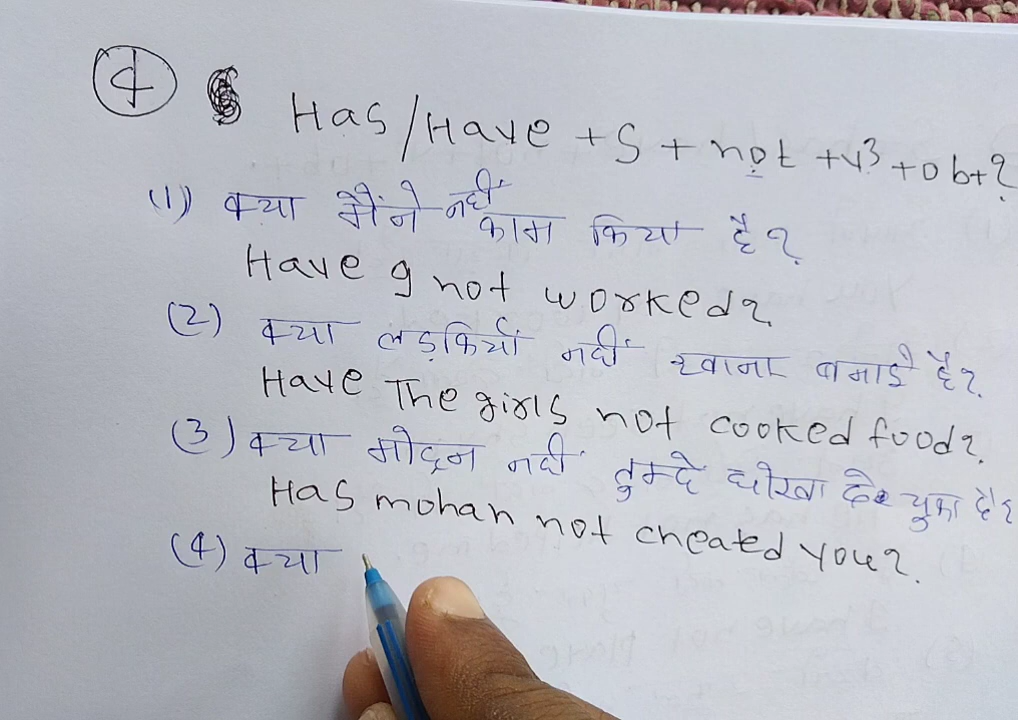 4 Has/Have + S + not + v3 + ob + ?
(1) क्या मैंने नहीं काम किया है?
Have I not worked?
(2) क्या लड़कियाँ नहीं खाना बनाई है?
Have The girls not cooked food?
(3) क्या मोहन नहीं तुम्हे धोखा दे चुका है?
Has mohan not cheated you?
(4) क्या